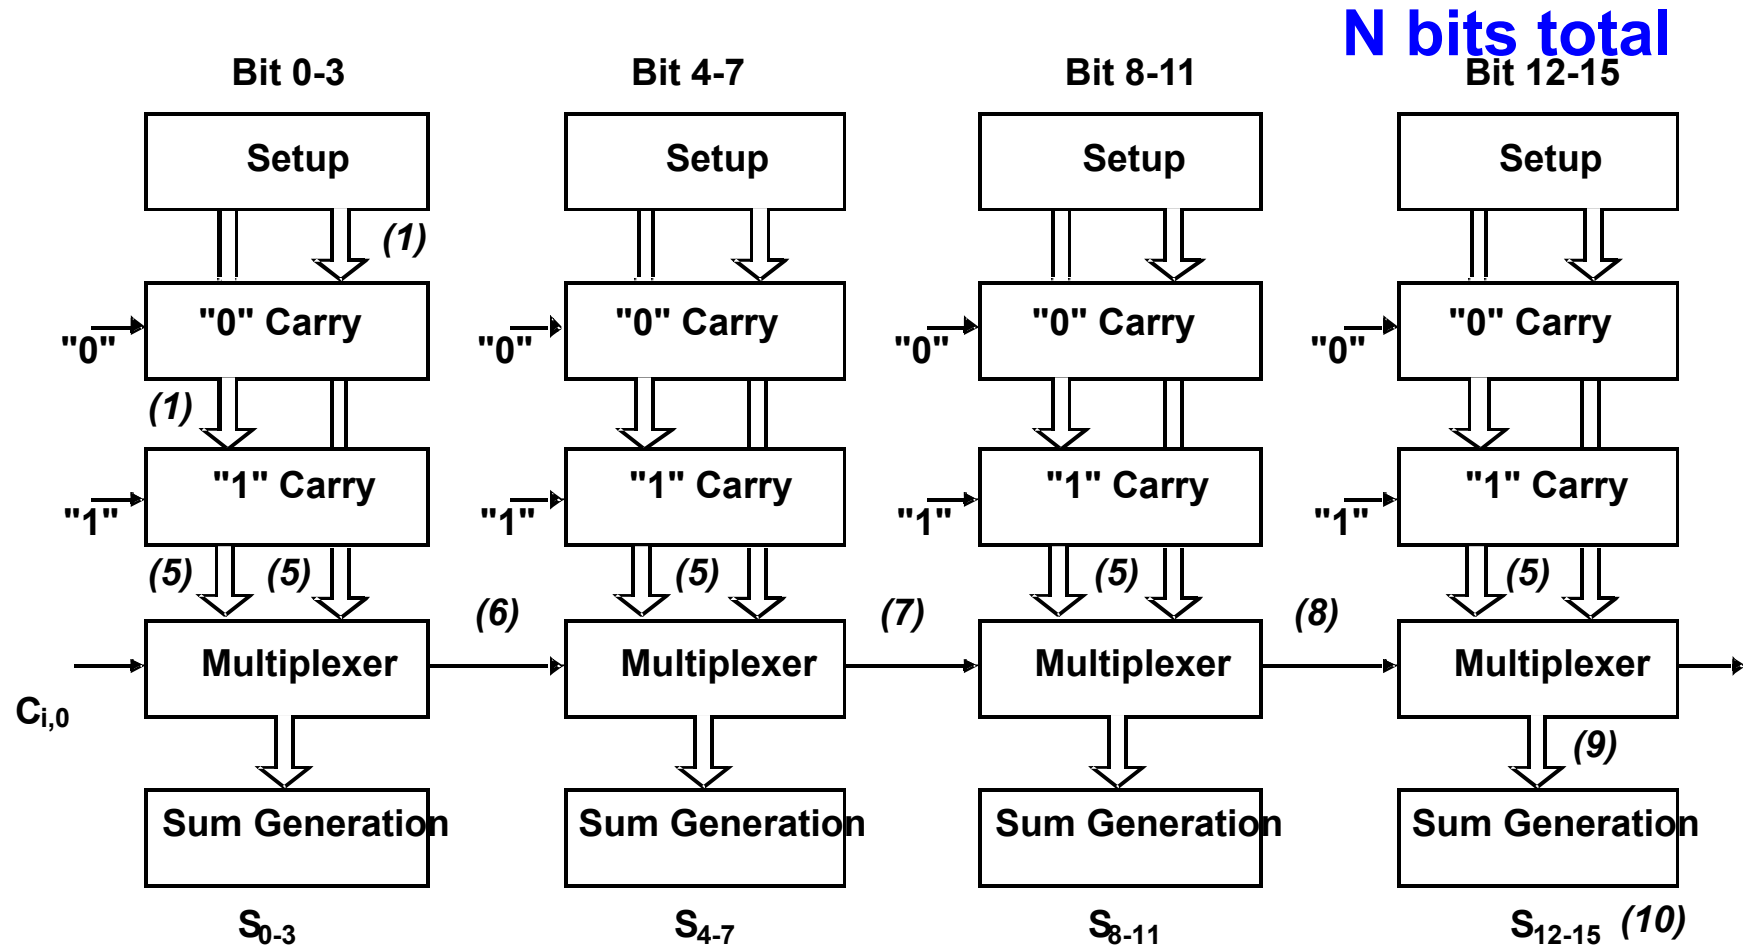 N bits total
Bit 0-3 Bit 4-7 Bit 8-11 Bit 12-15
Setup Setup Setup Setup
(1)
"0" Carry "0" Carry "0" Carry "0" Carry
"0" "0" "0" "0"
(1)
"1" Carry "1" Carry "1" Carry "1" Carry
"1" "1" "1" "1"
(5) (5) (5) (5) (5)
(6) (7) (8)
Multiplexer Multiplexer Multiplexer Multiplexer
Ci,0
(9)
Sum Generation Sum Generation Sum Generation Sum Generation
S0-3 S4-7 S8-11 S12-15 (10)